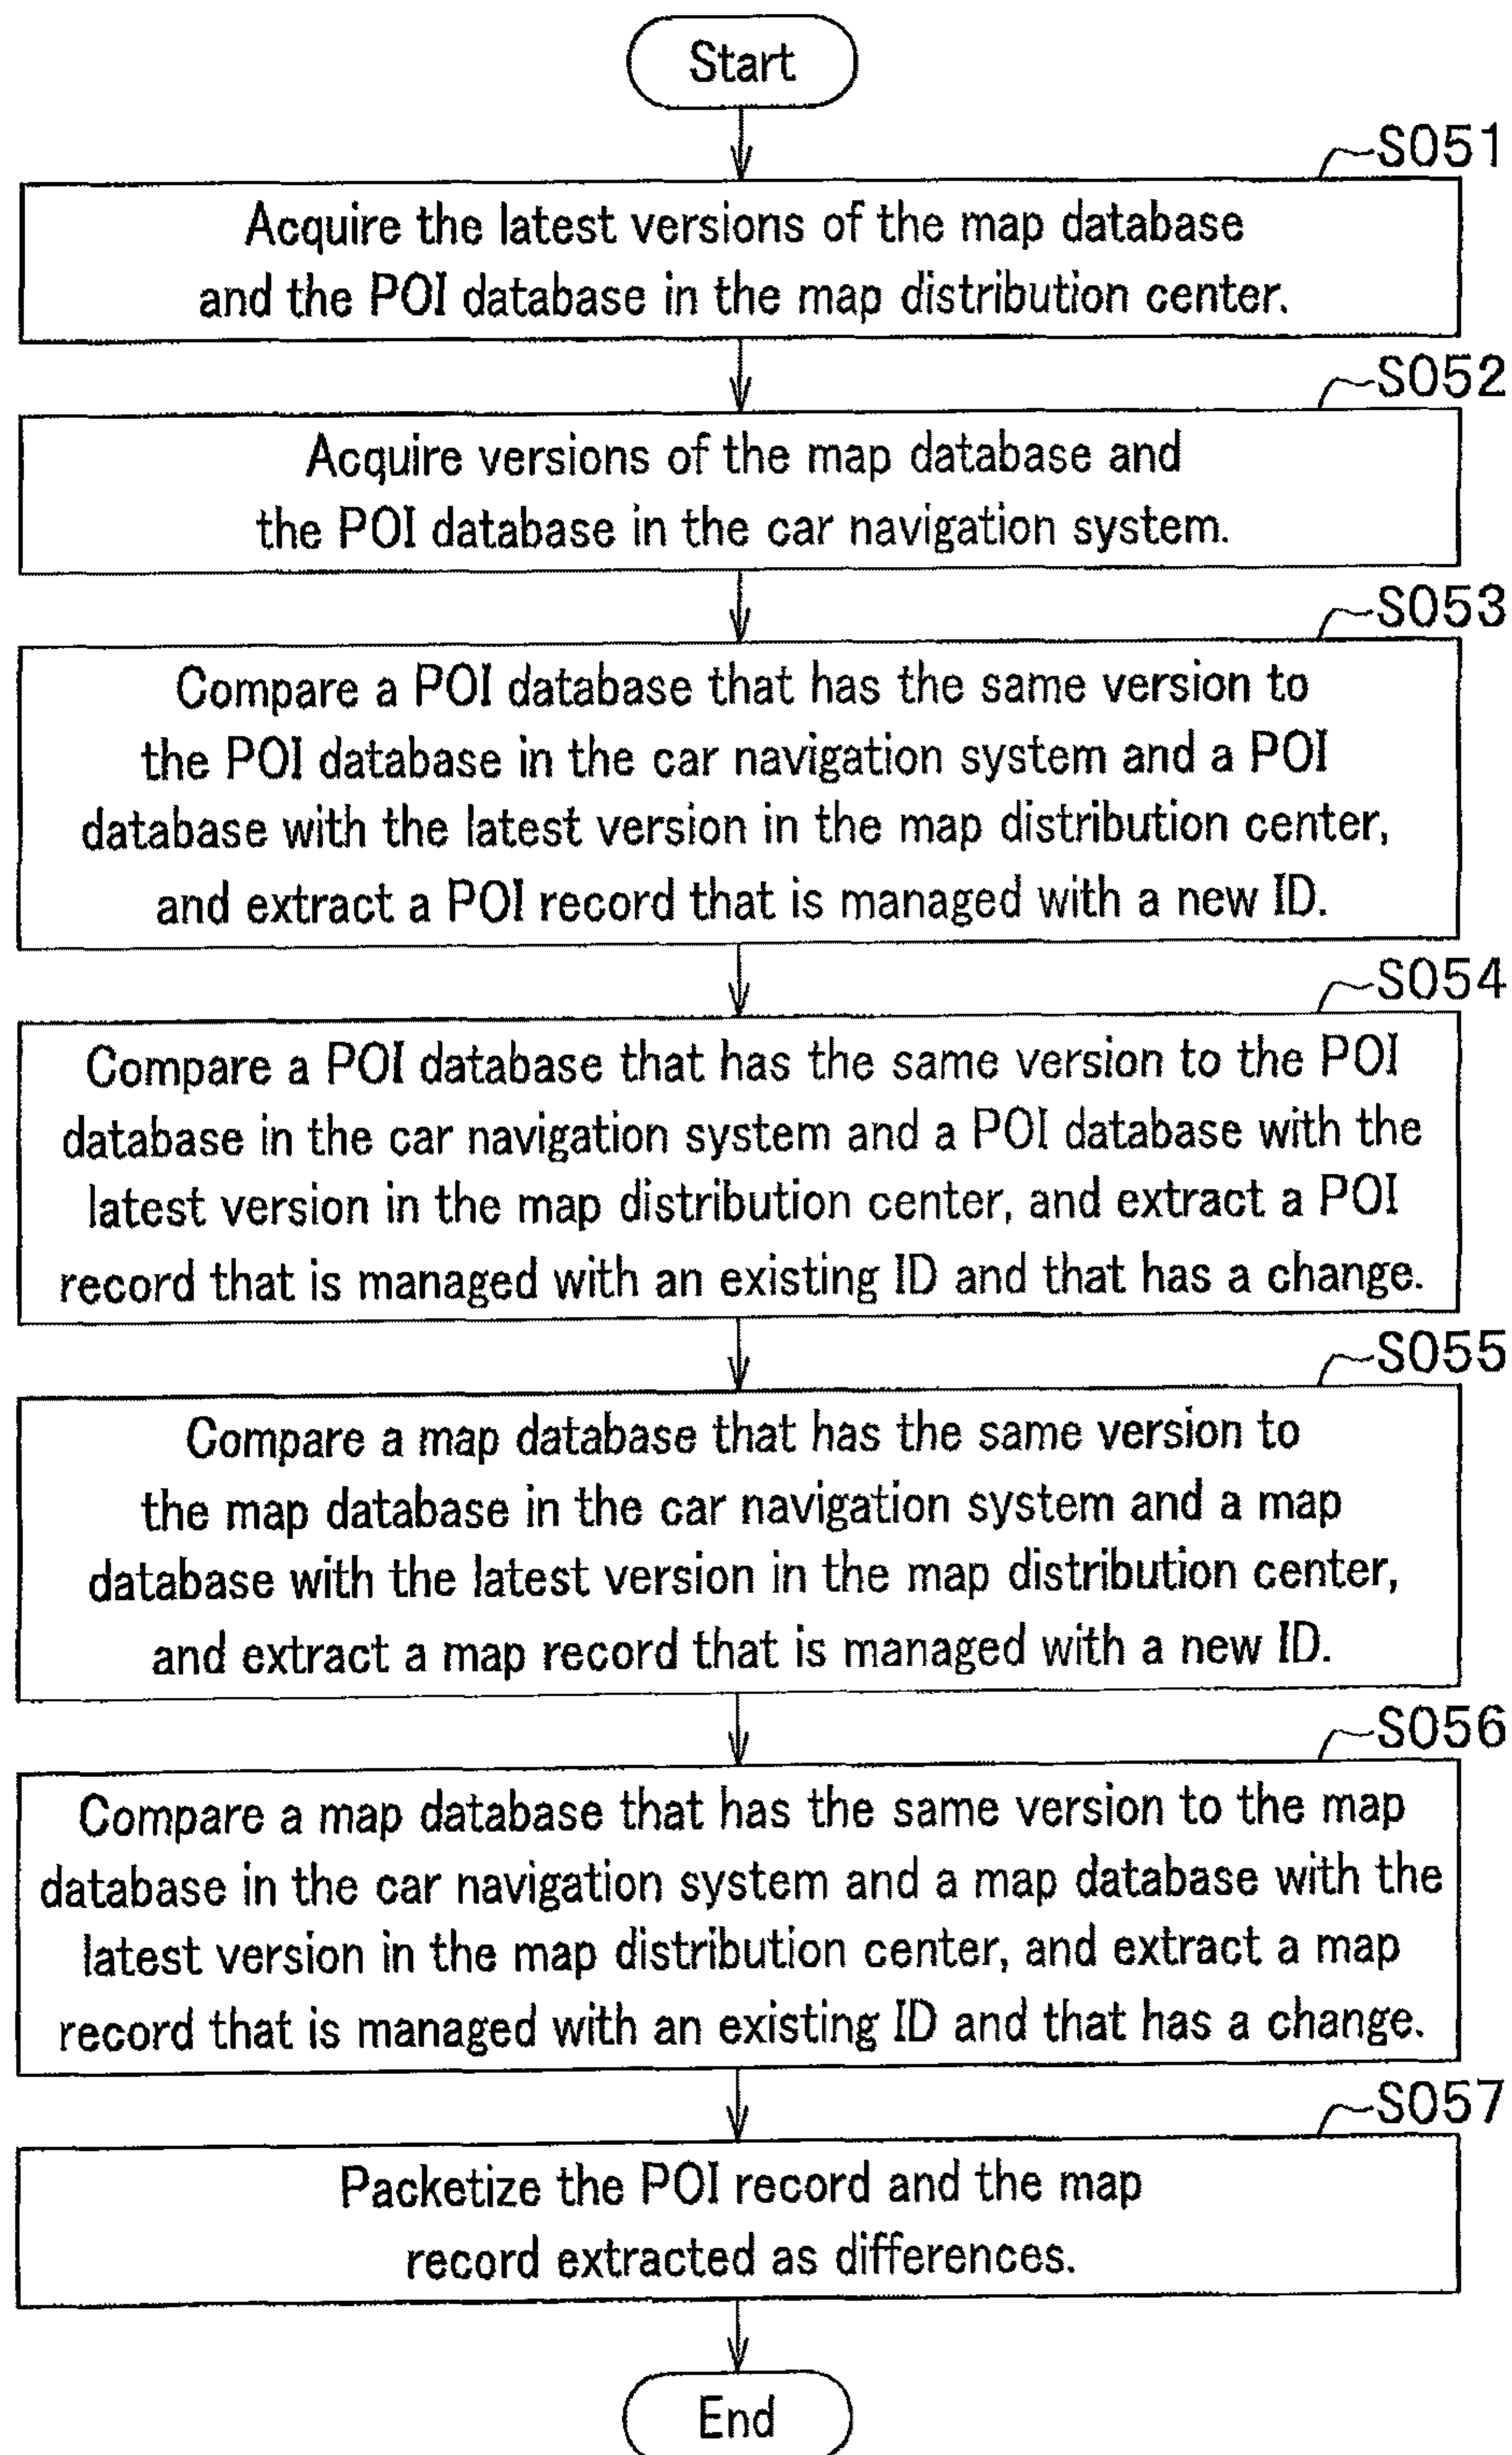 Start
S051
Acquire the latest versions of the map database
and the POI database in the map distribution center.
S052
Acquire versions of the map database and
the POI database in the car navigation system.
S053
Compare a POI database that has the same version to
the POI database in the car navigation system and a POI
database with the latest version in the map distribution center,
and extract a POI record that is managed with a new ID.
S054
Compare a POI database that has the same version to the POI
database in the car navigation system and a POI database with the
latest version in the map distribution center, and extract a POI
record that is managed with an existing ID and that has a change.
S055
Compare a map database that has the same version to
the map database in the car navigation system and a map
database with the latest version in the map distribution center,
and extract a map record that is managed with a new ID.
S056
Compare a map database that has the same version to the map
database in the car navigation system and a map database with the
latest version in the map distribution center, and extract a map
record that is managed with an existing ID and that has a change.
S057
Packetize the POI record and the map
record extracted as differences.
End